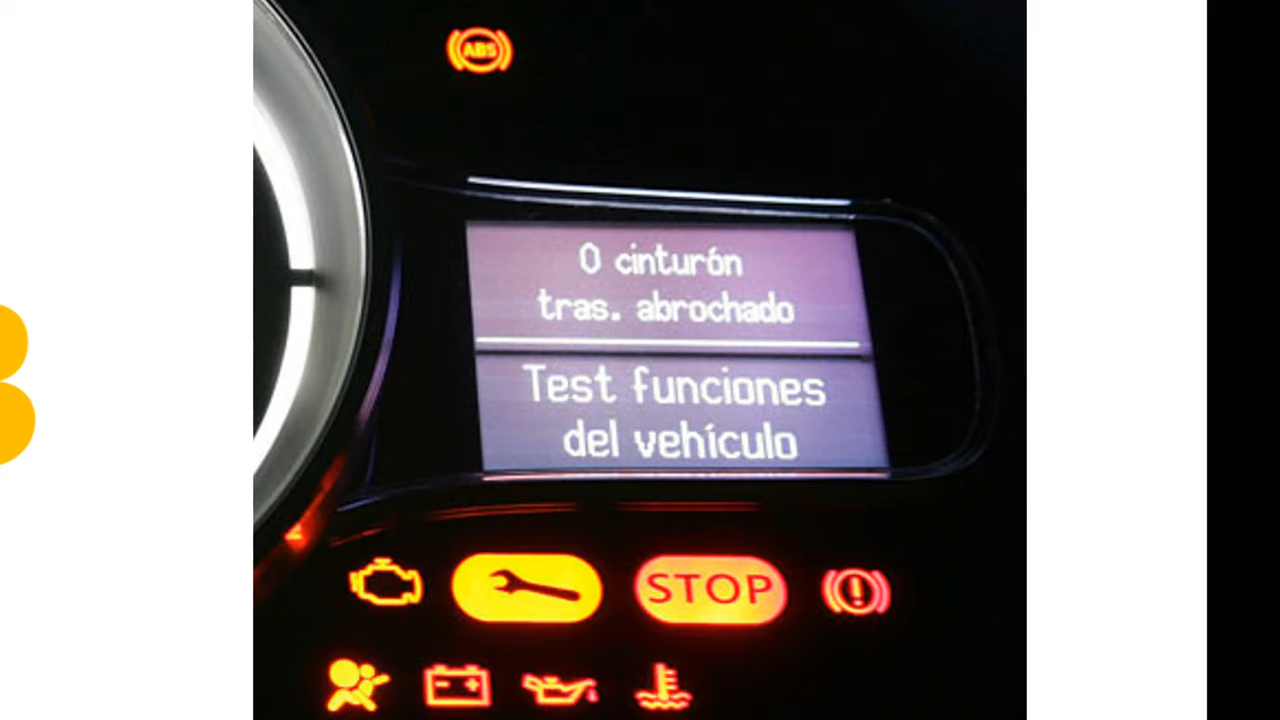 ABS
0 cinturón
tras. abrochado
Test funciones
del vehículo
STOP